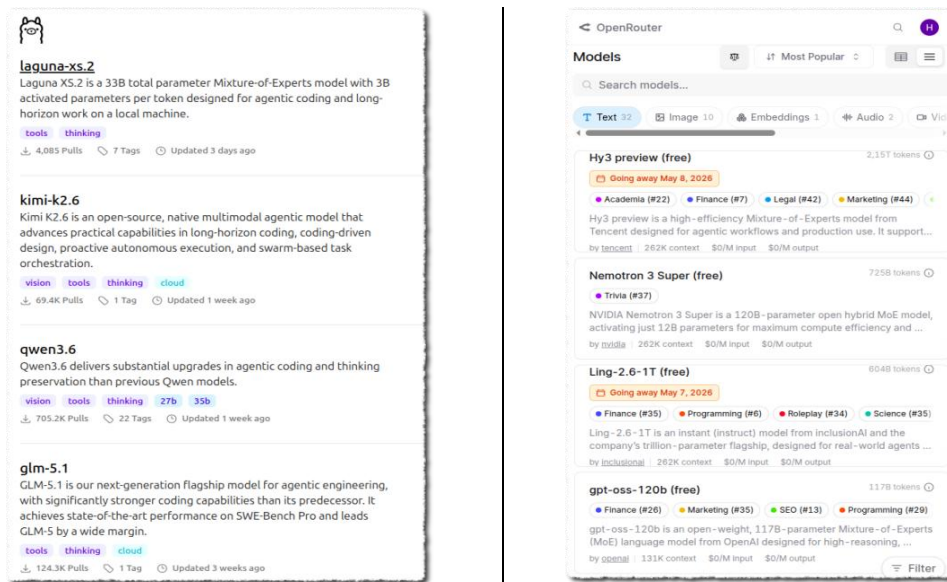 laguna-xs.2
Laguna XS.2 is a 33B total parameter Mixture-of-Experts model with 3B
activated parameters per token designed for agentic coding and long-
horizon work on a local machine.
tools thinking
4,085 Pulls 7 Tags Updated 3 days ago
kimi-k2.6
Kimi K2.6 is an open-source, native multimodal agentic model that
advances practical capabilities in long-horizon coding, coding-driven
design, proactive autonomous execution, and swarm-based task
orchestration.
vision tools thinking cloud
69.4K Pulls 1 Tag Updated 1 week ago
qwen3.6
Qwen3.6 delivers substantial upgrades in agentic coding and thinking
preservation than previous Qwen models.
vision tools thinking 27b 35b
705.2K Pulls 22 Tags Updated 1 week ago
glm-5.1
GLM-5.1 is our next-generation flagship model for agentic engineering,
with significantly stronger coding capabilities than its predecessor. It
achieves state-of-the-art performance on SWE-Bench Pro and leads
GLM-5 by a wide margin.
tools thinking cloud
124.3K Pulls 1 Tag Updated 3 weeks ago
OpenRouter H
Models Most Popular
Search models...
Text 32 Image 10 Embeddings 1 Audio 2 Vid
Hy3 preview (free) 2,15T tokens
Going away May 8, 2026
Academia (#22) Finance (#7) Legal (#42) Marketing (#44)
Hy3 preview is a high-efficiency Mixture-of-Experts model from
Tencent designed for agentic workflows and production use. It support...
by tencent 262K context $0/M input $0/M output
Nemotron 3 Super (free) 725B tokens
Trivia (#37)
NVIDIA Nemotron 3 Super is a 120B-parameter open hybrid MoE model,
activating just 12B parameters for maximum compute efficiency and ...
by nvidia 262K context $0/M input $0/M output
Ling-2.6-1T (free) 604B tokens
Going away May 7, 2026
Finance (#35) Programming (#6) Roleplay (#34) Science (#35)
Ling-2.6-1T is an instant (instruct) model from inclusionAI and the
company's trillion-parameter flagship, designed for real-world agents ...
by inclusionai 262K context $0/M input $0/M output
gpt-oss-120b (free) 117B tokens
Finance (#26) Marketing (#35) SEO (#13) Programming (#29)
gpt-oss-120b is an open-weight, 117B-parameter Mixture-of-Experts
(MoE) language model from OpenAI designed for high-reasoning, ...
by openai 131K context $0/M input $0/M output
Filter